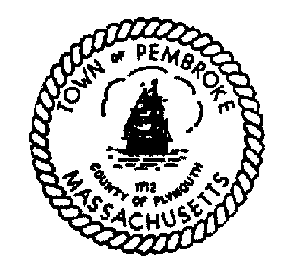 TOWN OF PEMBROKE
1712
COUNTY OF PLYMOUTH
MASSACHUSETTS